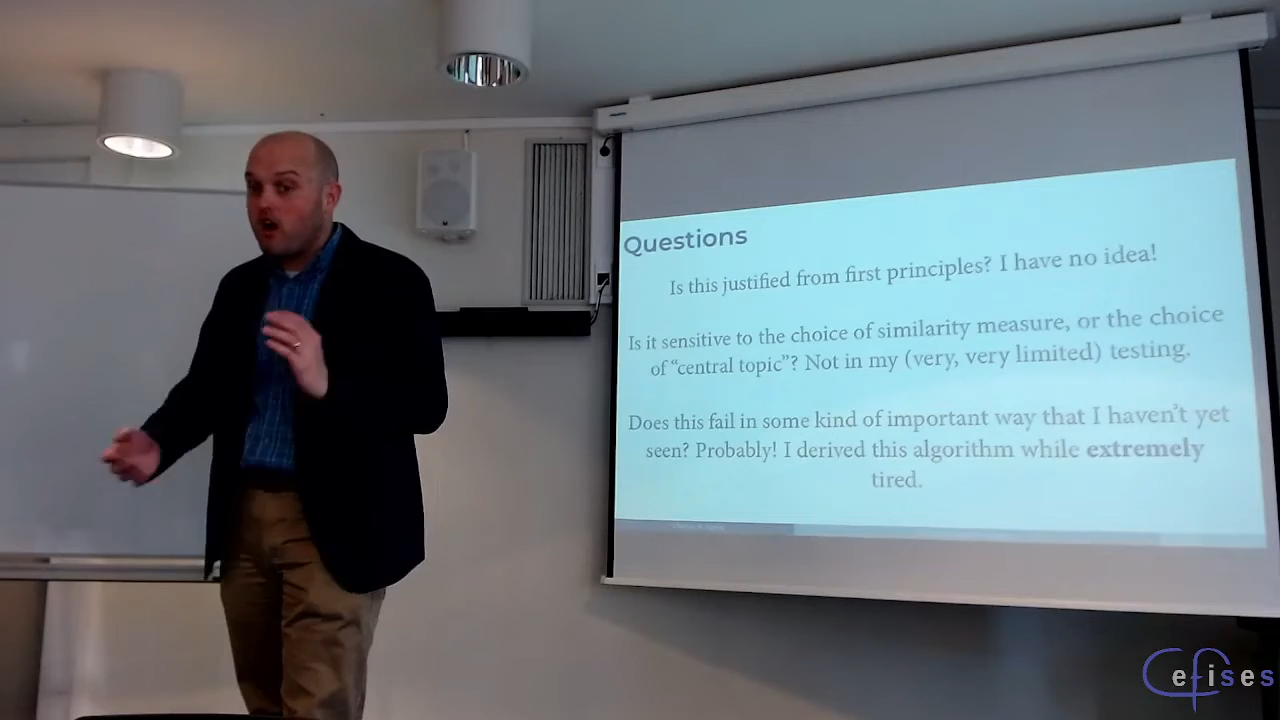 Questions
Is this justified from first principles? I have no idea!
Is it sensitive to the choice of similarity measure, or the choice
of “central topic”? Not in my (very, very limited) testing.
Does this fail in some kind of important way that I haven’t yet
seen? Probably! I derived this algorithm while extremely
tired.
Cefises